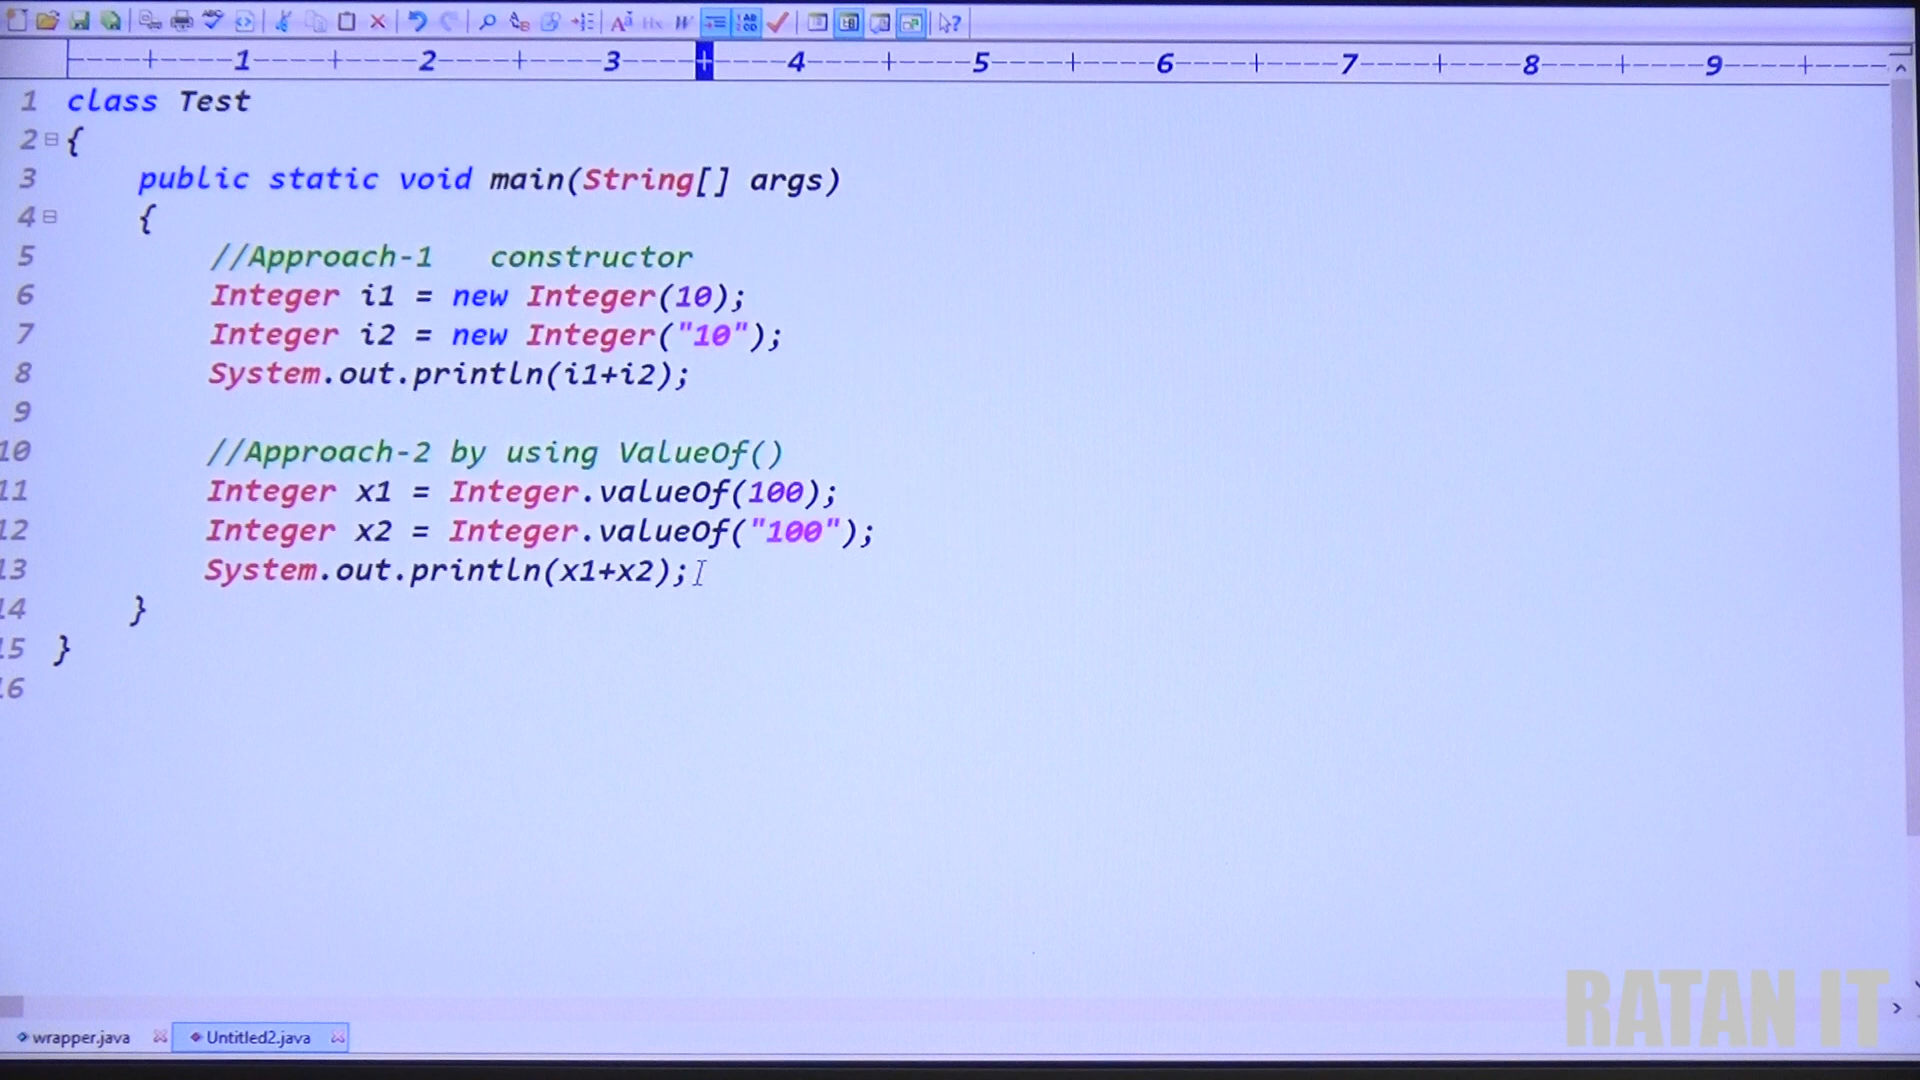 ----+----1----+----2----+----3----+----4----+----5----+----6----+----7----+----8----+----9----+----
1 class Test
2 {
3 public static void main(String[] args)
4 {
5 //Approach-1 constructor
6 Integer i1 = new Integer(10);
7 Integer i2 = new Integer("10");
8 System.out.println(i1+i2);
9
10 //Approach-2 by using ValueOf()
11 Integer x1 = Integer.valueOf(100);
12 Integer x2 = Integer.valueOf("100");
13 System.out.println(x1+x2);
14 }
15 }
16
wrapper.java Untitled2.java
RATAN IT